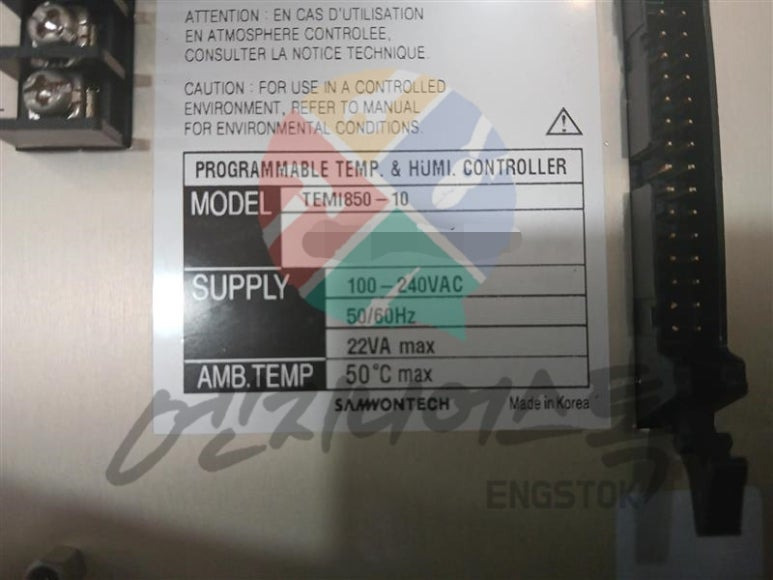 ATTENTION : EN CAS D'UTILISATION
EN ATMOSPHERE CONTROLEE,
CONSULTER LA NOTICE TECHNIQUE.
CAUTION : FOR USE IN A CONTROLLED
ENVIRONMENT, REFER TO MANUAL
FOR ENVIRONMENTAL CONDITIONS.
PROGRAMMABLE TEMP. & HUMI. CONTROLLER
MODEL TEMI850-10
SUPPLY 100-240VAC
50/60Hz
22VA max
AMB.TEMP 50°C max
SAMWONTECH Made in Korea
엔지니어스톡
ENGSTOK